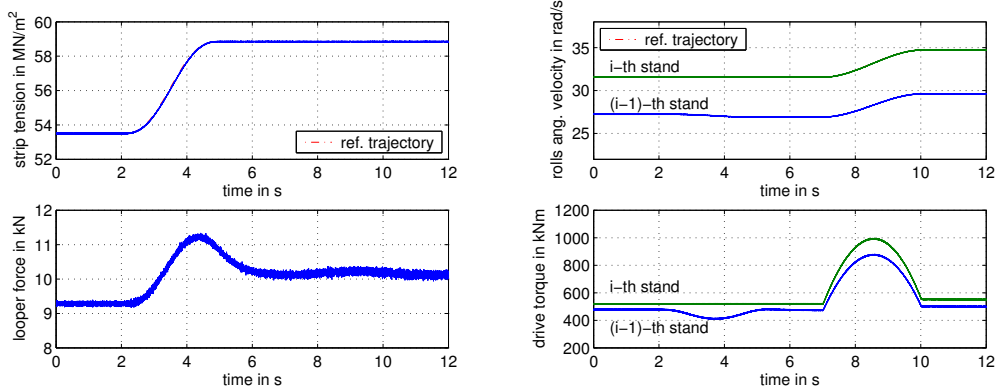 strip tension in MN/m²
60
58
56
54
52
ref. trajectory
0 2 4 6 8 10 12
time in s
rolls ang. velocity in rad/s
35
30
25
ref. trajectory
i−th stand
(i−1)−th stand
0 2 4 6 8 10 12
time in s
looper force in kN
12
11
10
9
8
0 2 4 6 8 10 12
time in s
drive torque in kNm
1200
1000
800
600
400
200
i−th stand
(i−1)−th stand
0 2 4 6 8 10 12
time in s